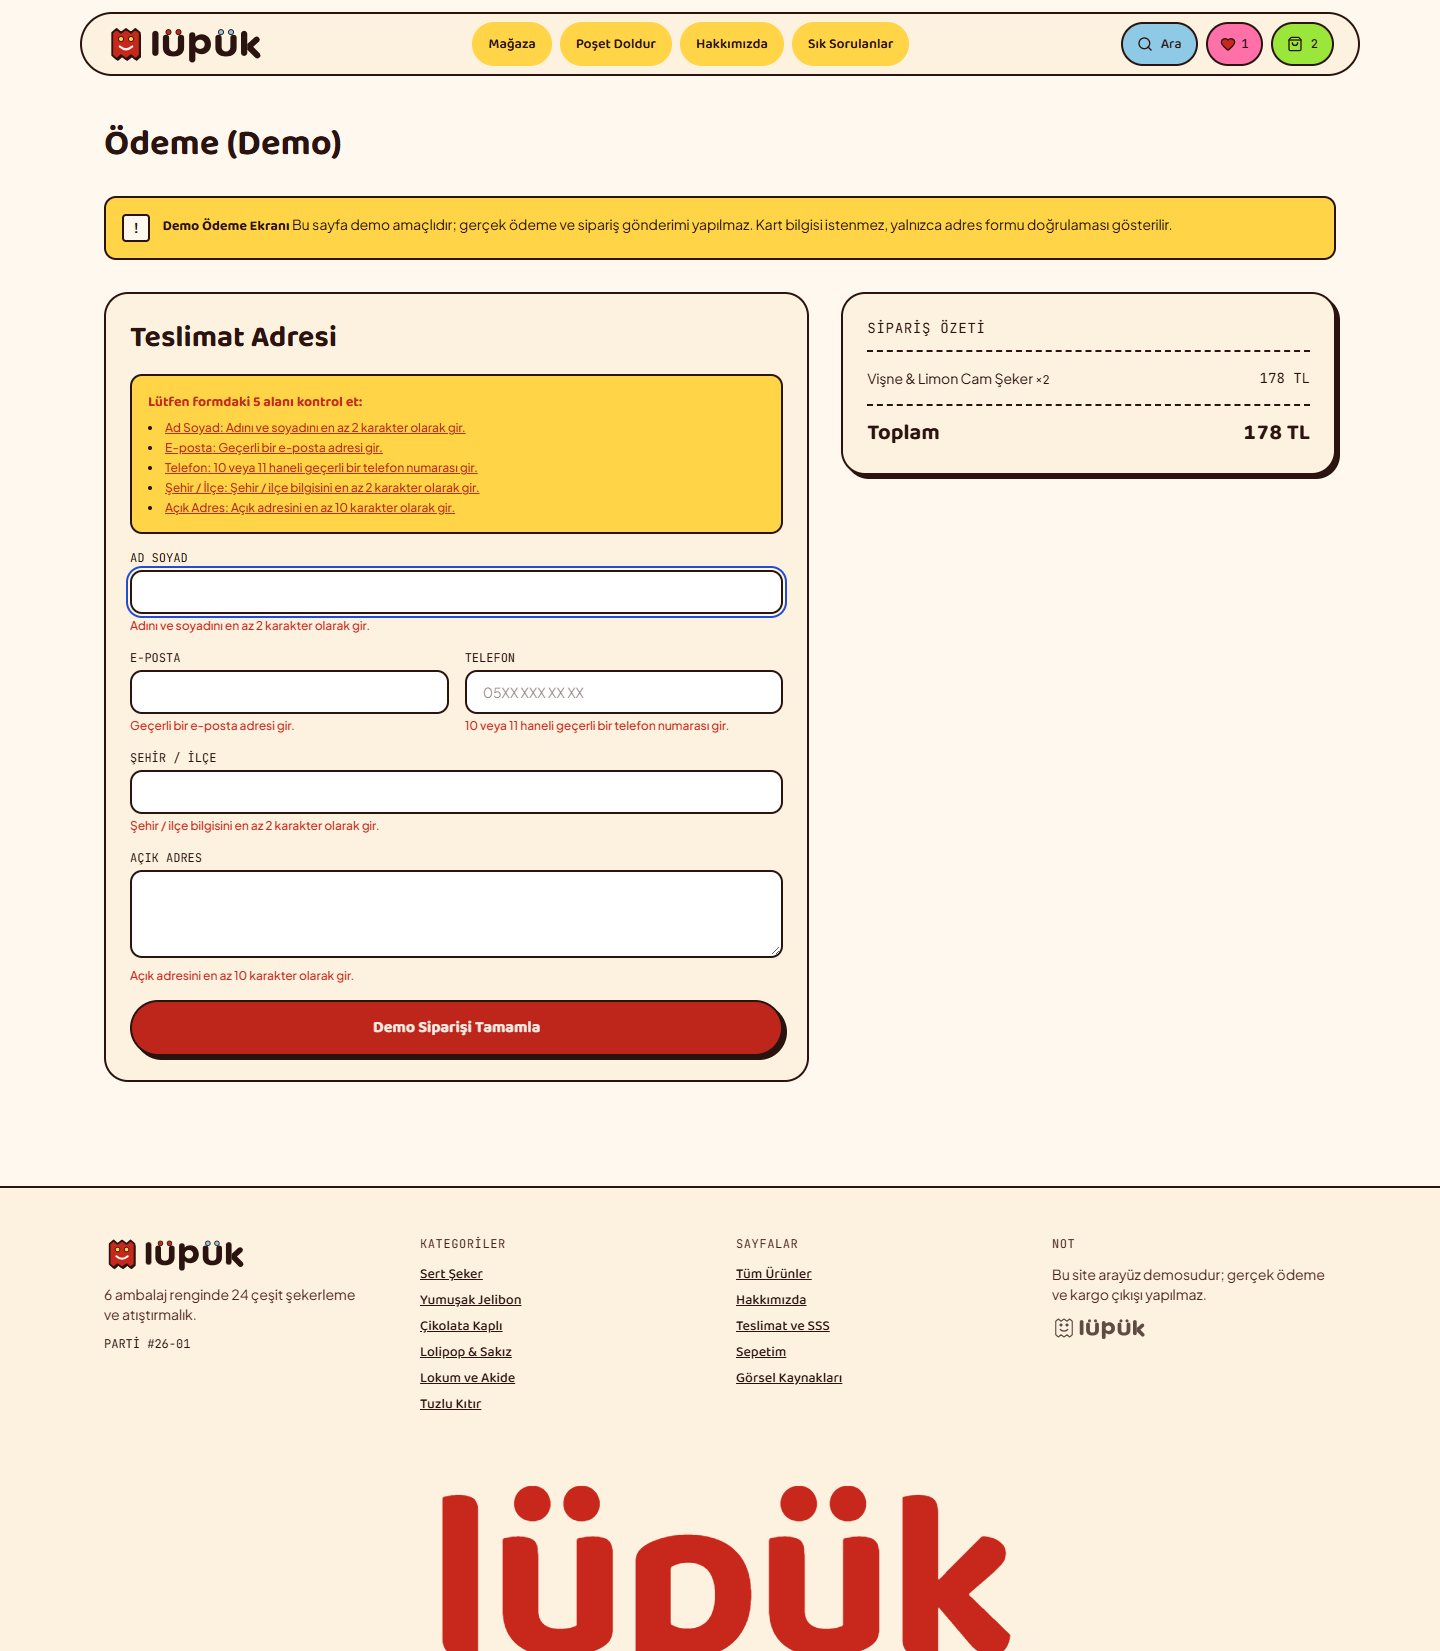 lüpük
Mağaza
Poşet Doldur
Hakkımızda
Sık Sorulanlar
Ara
1
2
Ödeme (Demo)
! Demo Ödeme Ekranı Bu sayfa demo amaçlıdır; gerçek ödeme ve sipariş gönderimi yapılmaz. Kart bilgisi istenmez, yalnızca adres formu doğrulaması gösterilir.
Teslimat Adresi
Lütfen formdaki 5 alanı kontrol et:
Ad Soyad: Adını ve soyadını en az 2 karakter olarak gir.
E-posta: Geçerli bir e-posta adresi gir.
Telefon: 10 veya 11 haneli geçerli bir telefon numarası gir.
Şehir / İlçe: Şehir / ilçe bilgisini en az 2 karakter olarak gir.
Açık Adres: Açık adresini en az 10 karakter olarak gir.
AD SOYAD
Adını ve soyadını en az 2 karakter olarak gir.
E-POSTA
Geçerli bir e-posta adresi gir.
TELEFON
05XX XXX XX XX
10 veya 11 haneli geçerli bir telefon numarası gir.
ŞEHİR / İLÇE
Şehir / ilçe bilgisini en az 2 karakter olarak gir.
AÇIK ADRES
Açık adresini en az 10 karakter olarak gir.
Demo Siparişi Tamamla
SİPARİŞ ÖZETİ
Vişne & Limon Cam Şeker ×2 178 TL
Toplam 178 TL
lüpük
6 ambalaj renginde 24 çeşit şekerleme
ve atıştırmalık.
PARTİ #26-01
KATEGORİLER
Sert Şeker
Yumuşak Jelibon
Çikolata Kaplı
Lolipop & Sakız
Lokum ve Akide
Tuzlu Kıtır
SAYFALAR
Tüm Ürünler
Hakkımızda
Teslimat ve SSS
Sepetim
Görsel Kaynakları
NOT
Bu site arayüz demosudur; gerçek ödeme
ve kargo çıkışı yapılmaz.
lüpük
lüpük